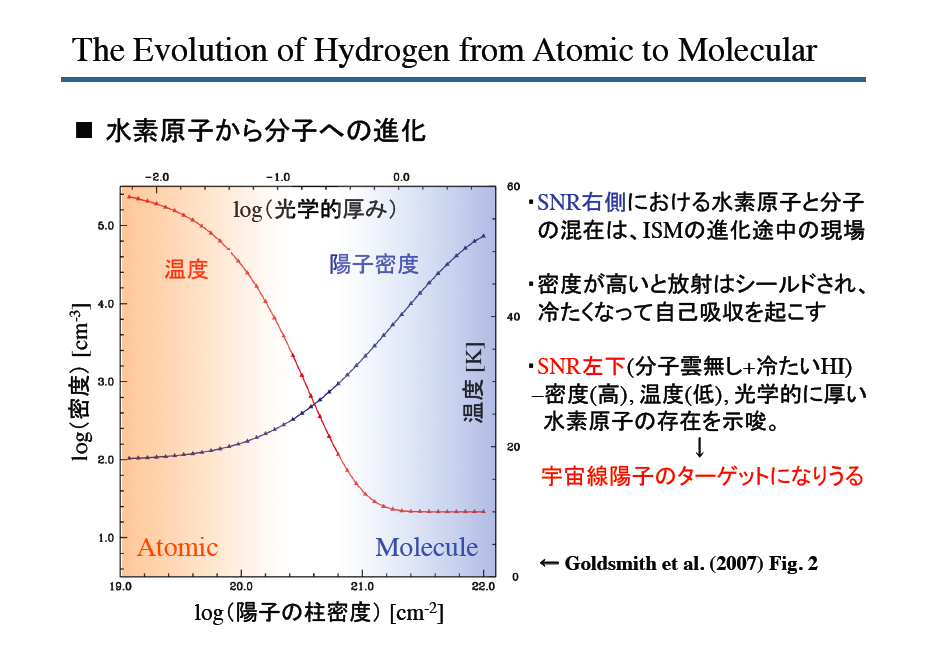 The Evolution of Hydrogen from Atomic to Molecular
■ 水素原子から分子への進化
−2.0 −1.0 0.0
log（光学的厚み）
温度
陽子密度
5.0
4.0
3.0
2.0
1.0
log（密度）[cm-3]
60
40
20
0
温度 [K]
Atomic
Molecule
19.0 20.0 21.0 22.0
log（陽子の柱密度）[cm-2]
・SNR右側における水素原子と分子
の混在は、ISMの進化途中の現場
・密度が高いと放射はシールドされ、
冷たくなって自己吸収を起こす
・SNR左下(分子雲無し+冷たいHI)
–密度(高), 温度(低), 光学的に厚い
水素原子の存在を示唆。
↓
宇宙線陽子のターゲットになりうる
← Goldsmith et al. (2007) Fig. 2